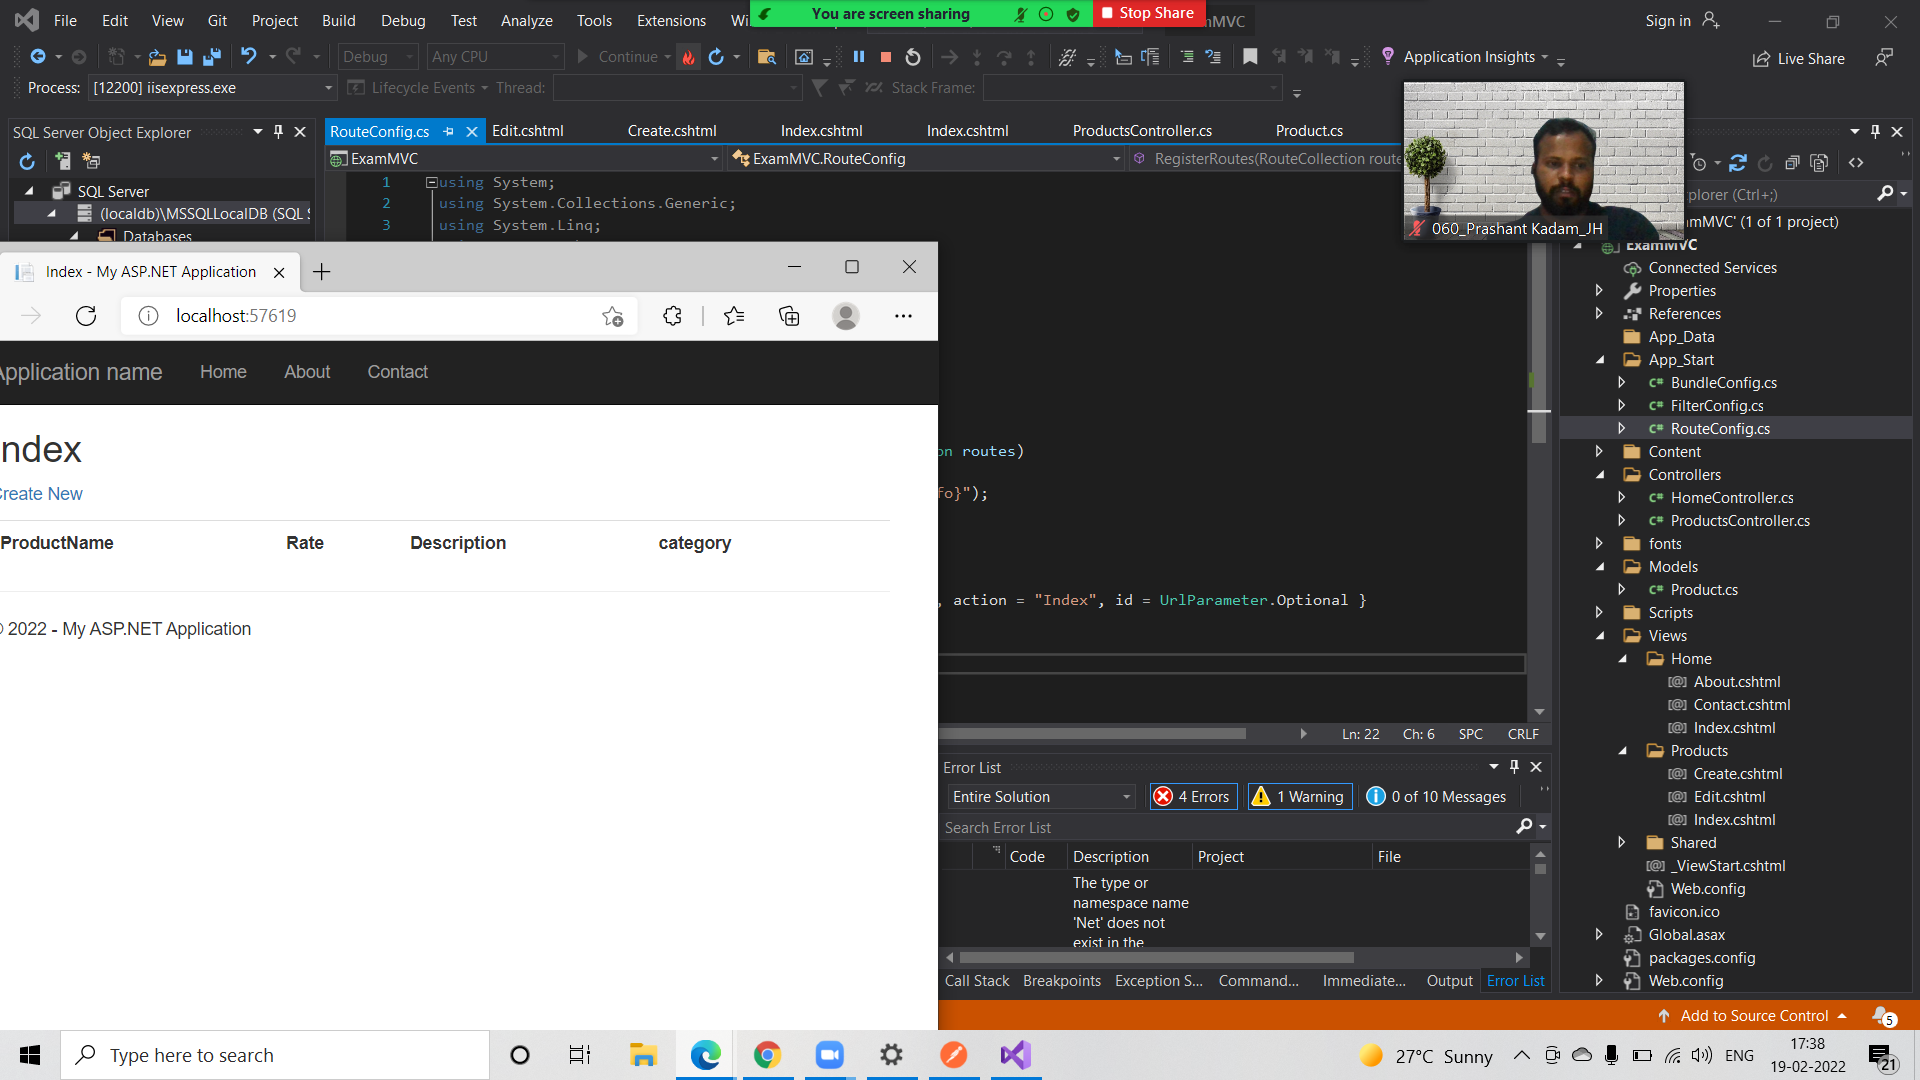 File Edit View Git Project Build Debug Test Analyze Tools Extensions Wi
You are screen sharing
Stop Share
mMVC
Sign in
Debug
Any CPU
Continue
Application Insights
Live Share
Process: [12200] iisexpress.exe
Lifecycle Events
Thread:
Stack Frame:
SQL Server Object Explorer
SQL Server
(localdb)\MSSQLLocalDB (SQL S
Databases
RouteConfig.cs Edit.cshtml Create.cshtml Index.cshtml Index.cshtml ProductsController.cs Product.cs
ExamMVC
ExamMVC.RouteConfig
RegisterRoutes(RouteCollection route
1 using System;
2 using System.Collections.Generic;
3 using System.Linq;
060_Prashant Kadam_JH
Index - My ASP.NET Application
localhost:57619
Application name Home About Contact
ndex
Create New
ProductName Rate Description category
© 2022 - My ASP.NET Application
on routes)
fo}");
, action = "Index", id = UrlParameter.Optional }
Ln: 22 Ch: 6 SPC CRLF
Error List
Entire Solution
4 Errors
1 Warning
0 of 10 Messages
Search Error List
Code Description Project File
The type or
namespace name
'Net' does not
exist in the
Call Stack Breakpoints Exception S... Command... Immediate... Output Error List
plorer (Ctrl+;)
amMVC' (1 of 1 project)
ExamMVC
Connected Services
Properties
References
App_Data
App_Start
C# BundleConfig.cs
C# FilterConfig.cs
C# RouteConfig.cs
Content
Controllers
C# HomeController.cs
C# ProductsController.cs
fonts
Models
C# Product.cs
Scripts
Views
Home
[@] About.cshtml
[@] Contact.cshtml
[@] Index.cshtml
Products
[@] Create.cshtml
[@] Edit.cshtml
[@] Index.cshtml
Shared
[@] _ViewStart.cshtml
Web.config
favicon.ico
Global.asax
packages.config
Web.config
Add to Source Control
5
Type here to search
27°C Sunny
ENG
17:38
19-02-2022
21